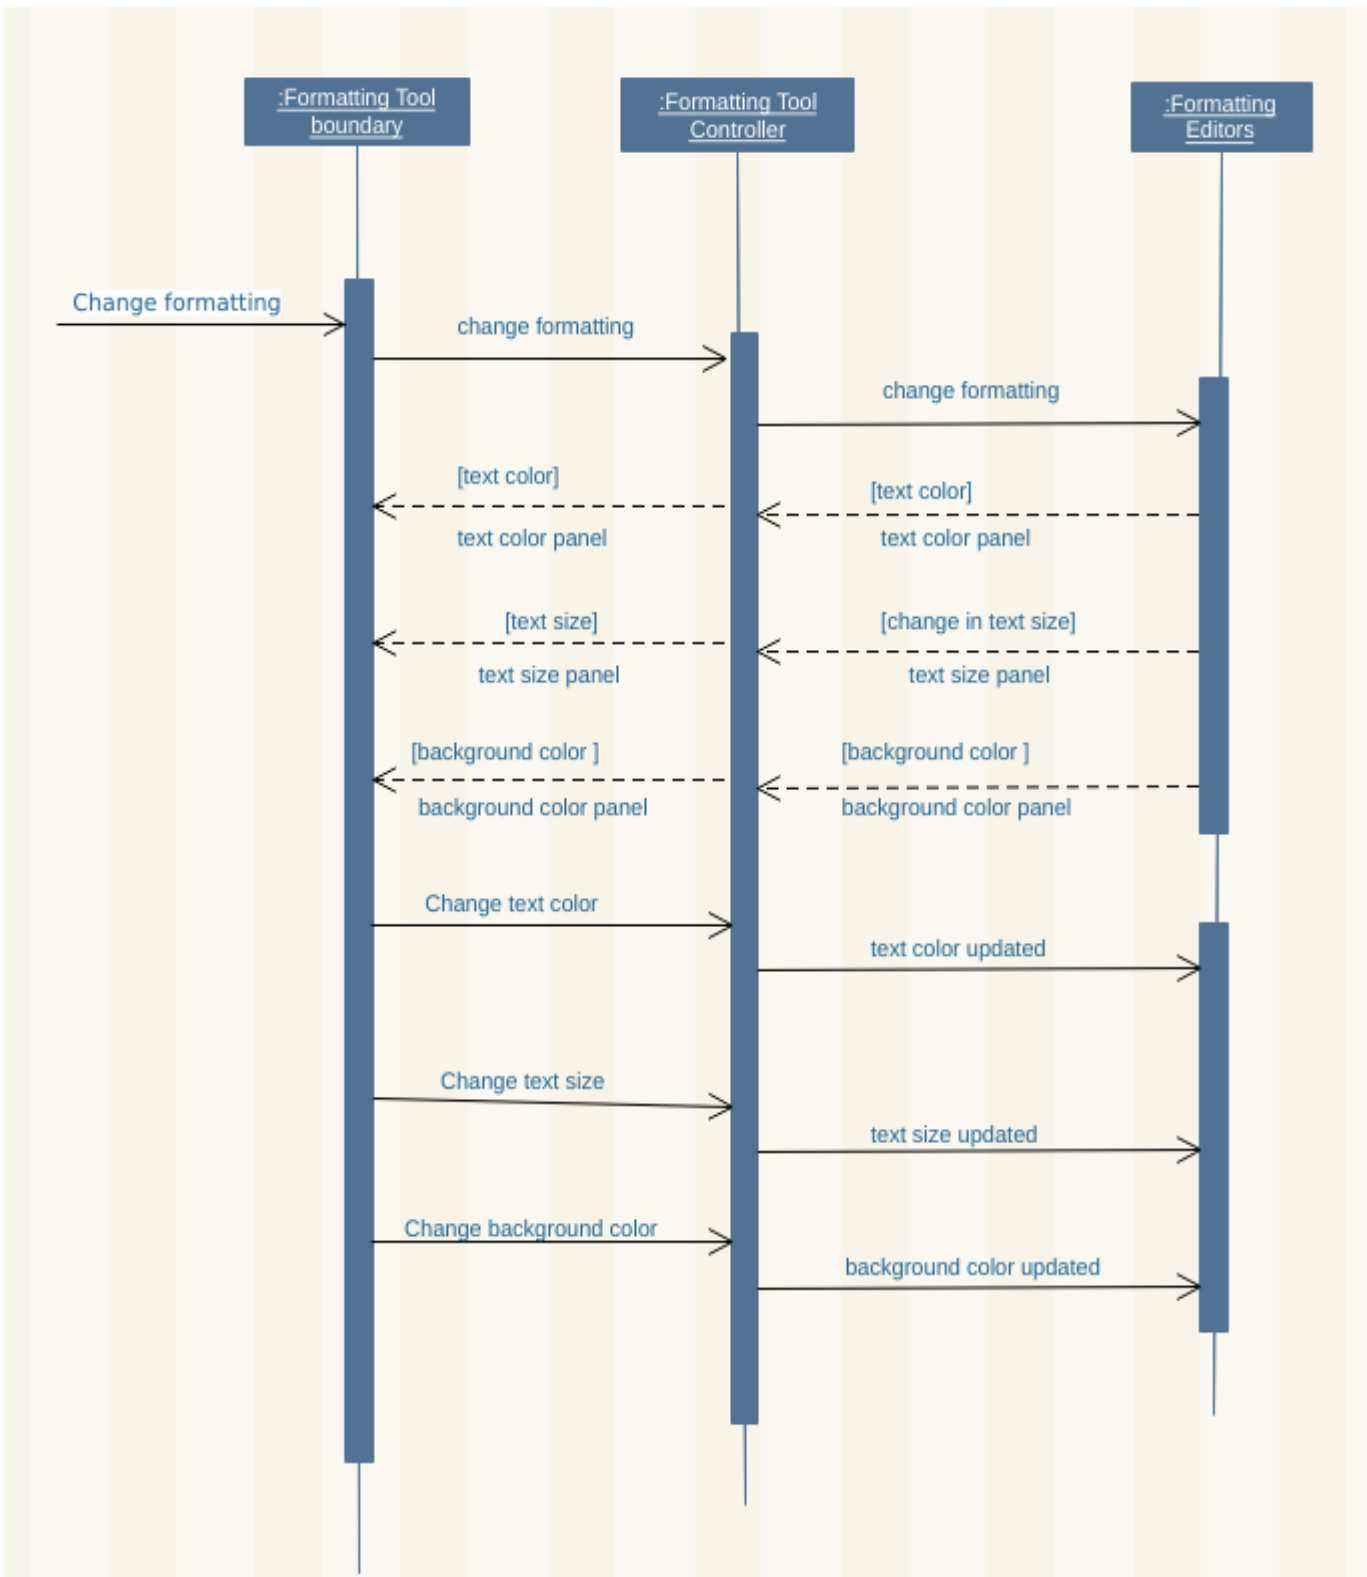 :Formatting Tool
boundary
:Formatting Tool
Controller
:Formatting
Editors
Change formatting
change formatting
change formatting
[text color]
[text color]
text color panel
text color panel
[text size]
[change in text size]
text size panel
text size panel
[background color ]
[background color ]
background color panel
background color panel
Change text color
text color updated
Change text size
text size updated
Change background color
background color updated